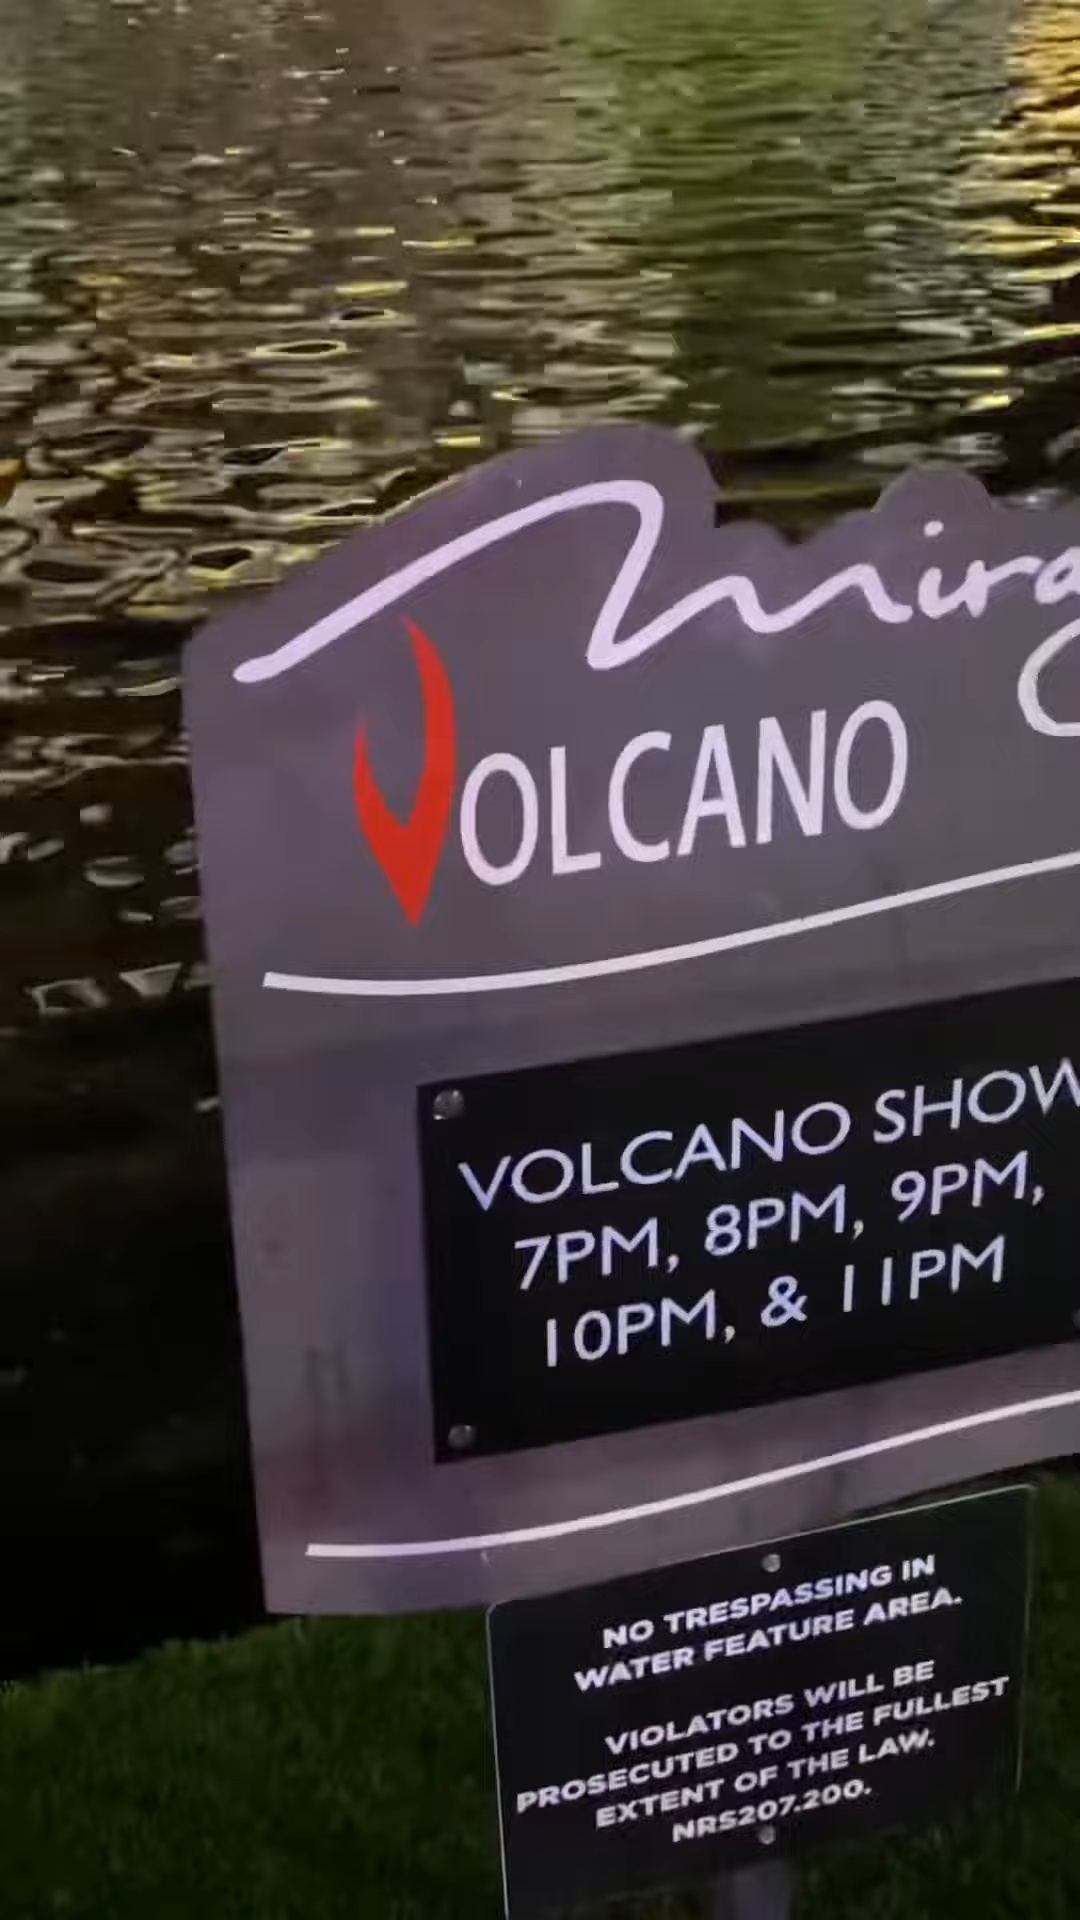 Mirag
VOLCANO
VOLCANO SHOW
7PM, 8PM, 9PM,
10PM, & 11PM
NO TRESPASSING IN
WATER FEATURE AREA.
VIOLATORS WILL BE
PROSECUTED TO THE FULLEST
EXTENT OF THE LAW.
NRS207.200.